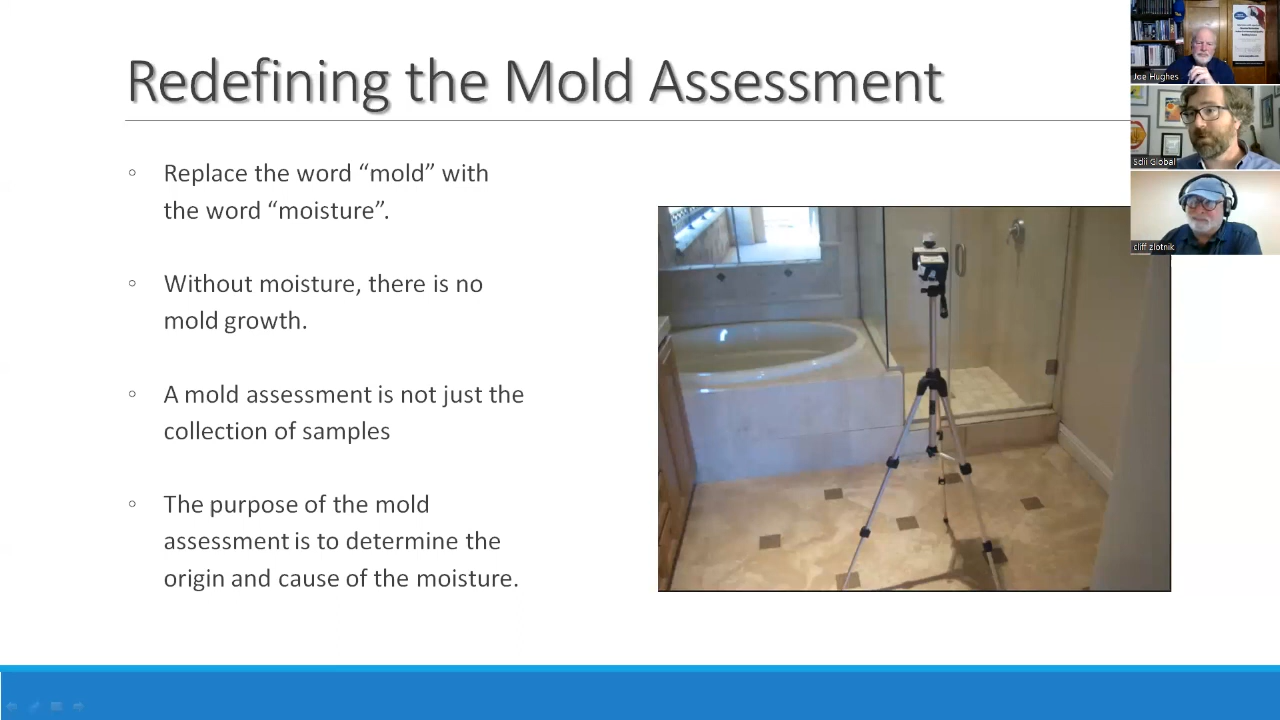 Redefining the Mold Assessment
◦ Replace the word “mold” with
the word “moisture”.
◦ Without moisture, there is no
mold growth.
◦ A mold assessment is not just the
collection of samples
◦ The purpose of the mold
assessment is to determine the
origin and cause of the moisture.
Joe Hughes
Sdii Global
cliff zlotnik